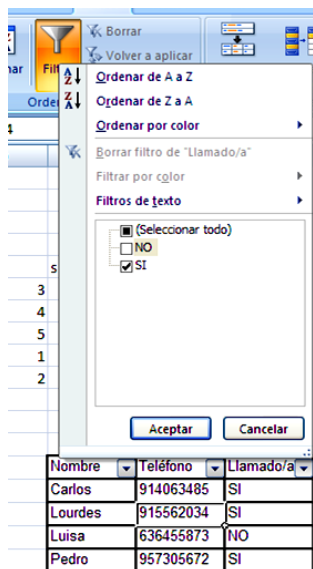 Borrar
Volver a aplicar
Ordenar de A a Z
Ordenar de Z a A
Ordenar por color
Borrar filtro de "Llamado/a"
Filtrar por color
Filtros de texto
(Seleccionar todo)
NO
SI
3
4
5
1
2
Aceptar Cancelar
Nombre Teléfono Llamado/a
Carlos 914063485 SI
Lourdes 915562034 SI
Luisa 636455873 NO
Pedro 957305672 SI